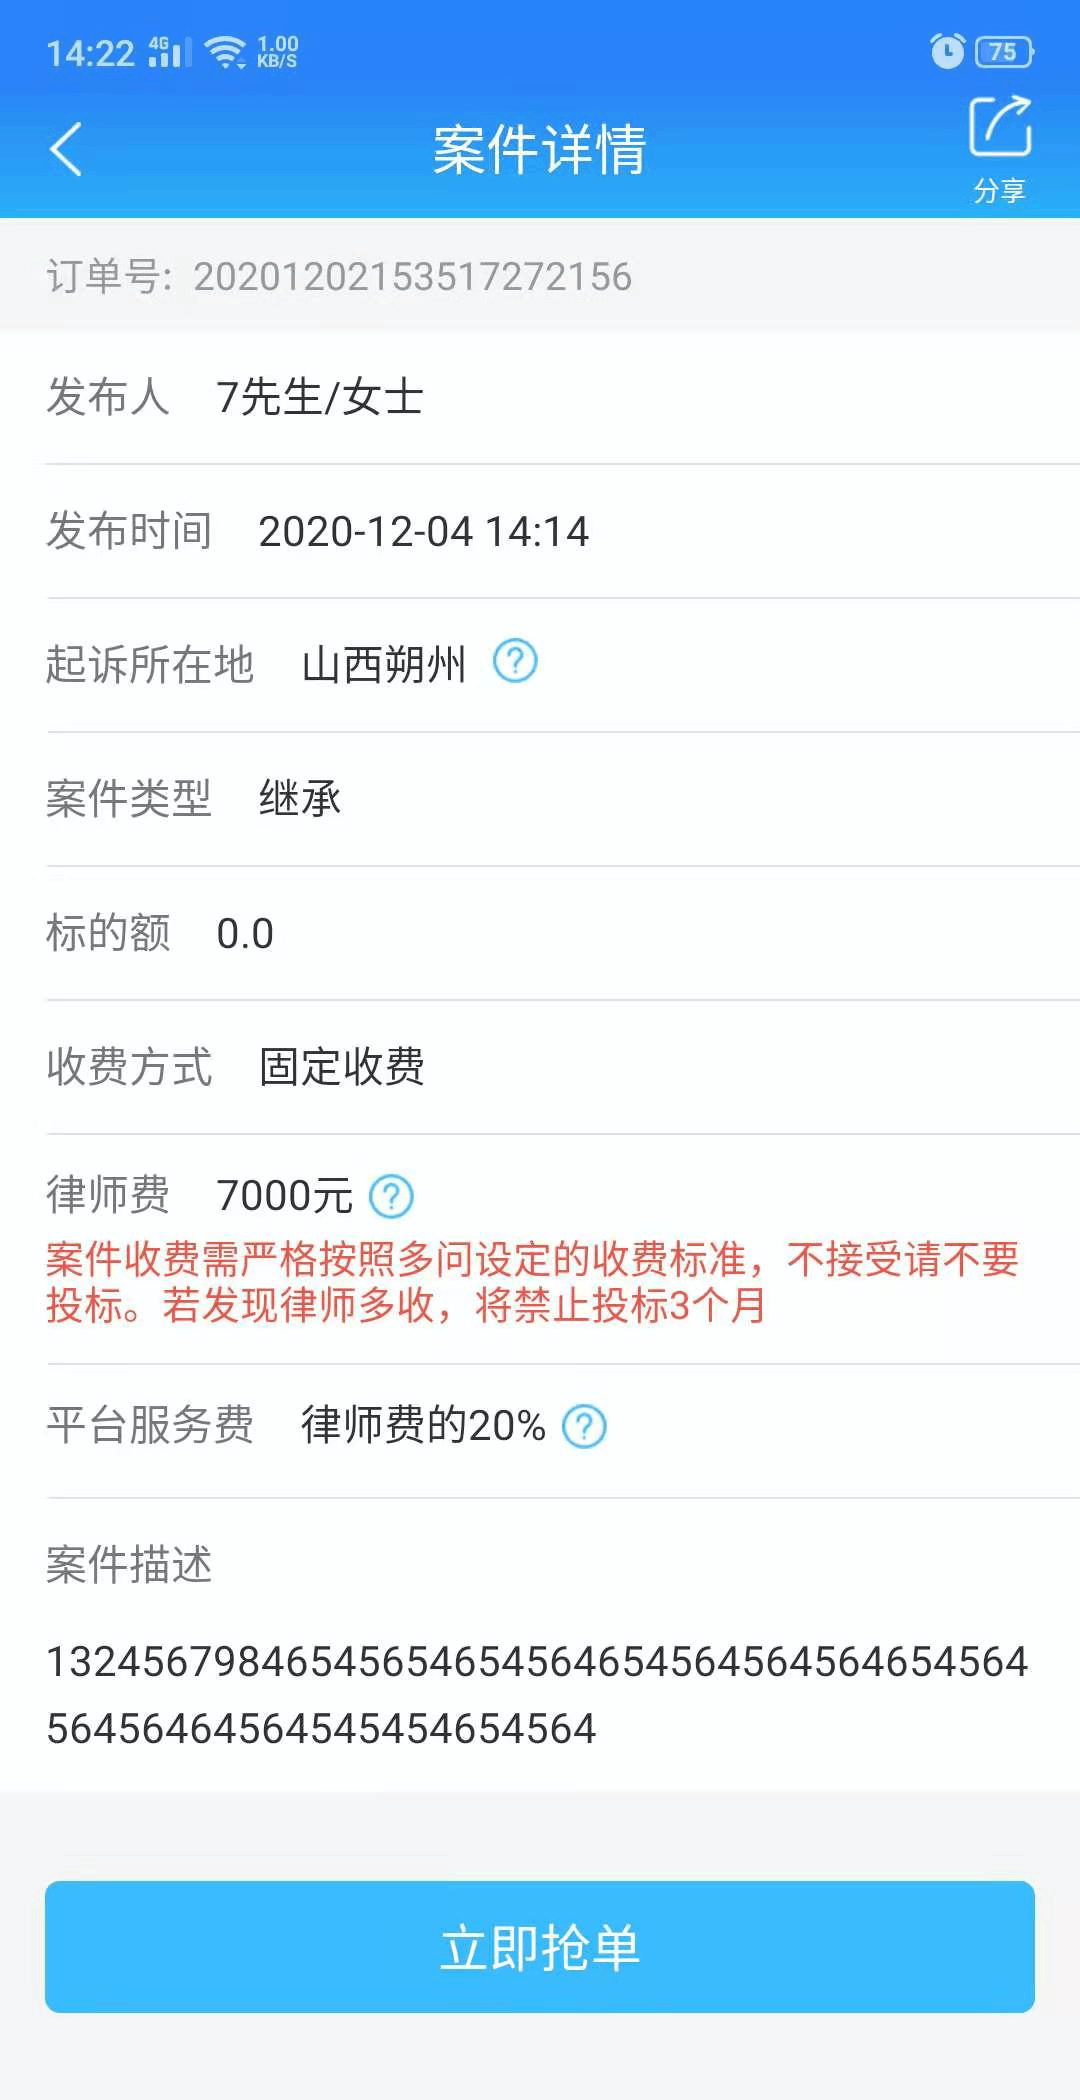 14:22 4G 1.00 KB/S 75
案件详情
分享
订单号: 20201202153517272156
发布人 7先生/女士
发布时间 2020-12-04 14:14
起诉所在地 山西朔州 ?
案件类型 继承
标的额 0.0
收费方式 固定收费
律师费 7000元 ?
案件收费需严格按照多问设定的收费标准，不接受请不要
投标。若发现律师多收，将禁止投标3个月
平台服务费 律师费的20% ?
案件描述
13245679846545654654564654564564564654564
56456464564545454654564
立即抢单